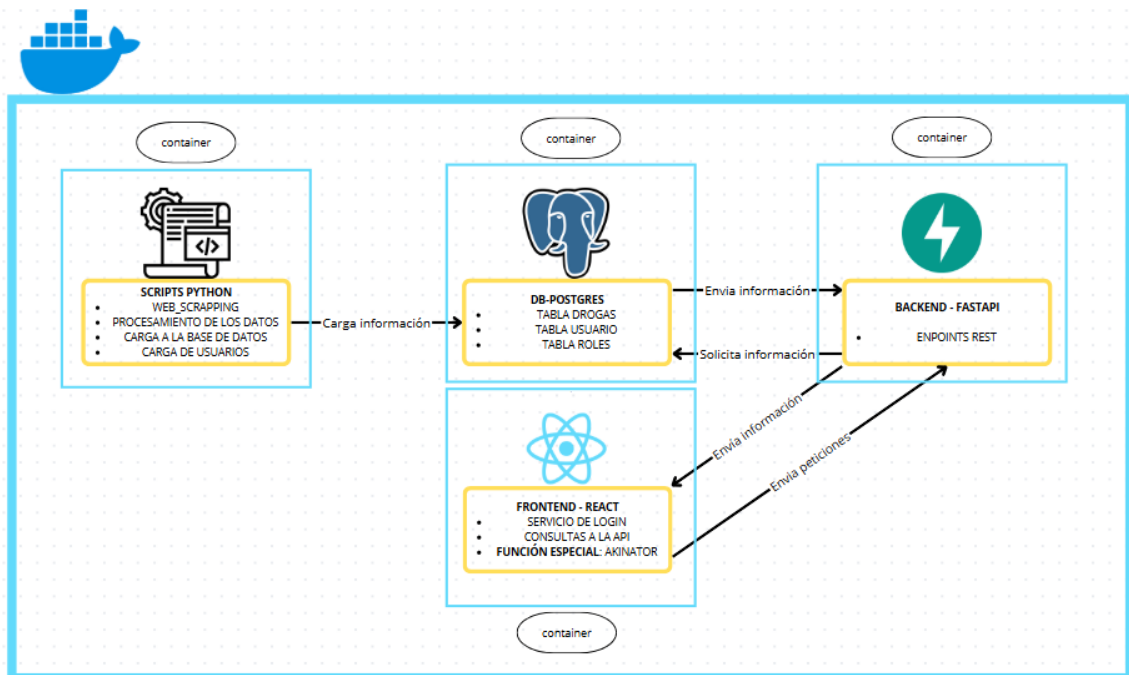 container
container
container
SCRIPTS PYTHON
• WEB_SCRAPPING
• PROCESAMIENTO DE LOS DATOS
• CARGA A LA BASE DE DATOS
• CARGA DE USUARIOS
Carga información
DB-POSTGRES
• TABLA DROGAS
• TABLA USUARIO
• TABLA ROLES
Envia información
Solicita información
BACKEND - FASTAPI
• ENPOINTS REST
Envia información
Envia peticiones
FRONTEND - REACT
• SERVICIO DE LOGIN
• CONSULTAS A LA API
• FUNCIÓN ESPECIAL: AKINATOR
container